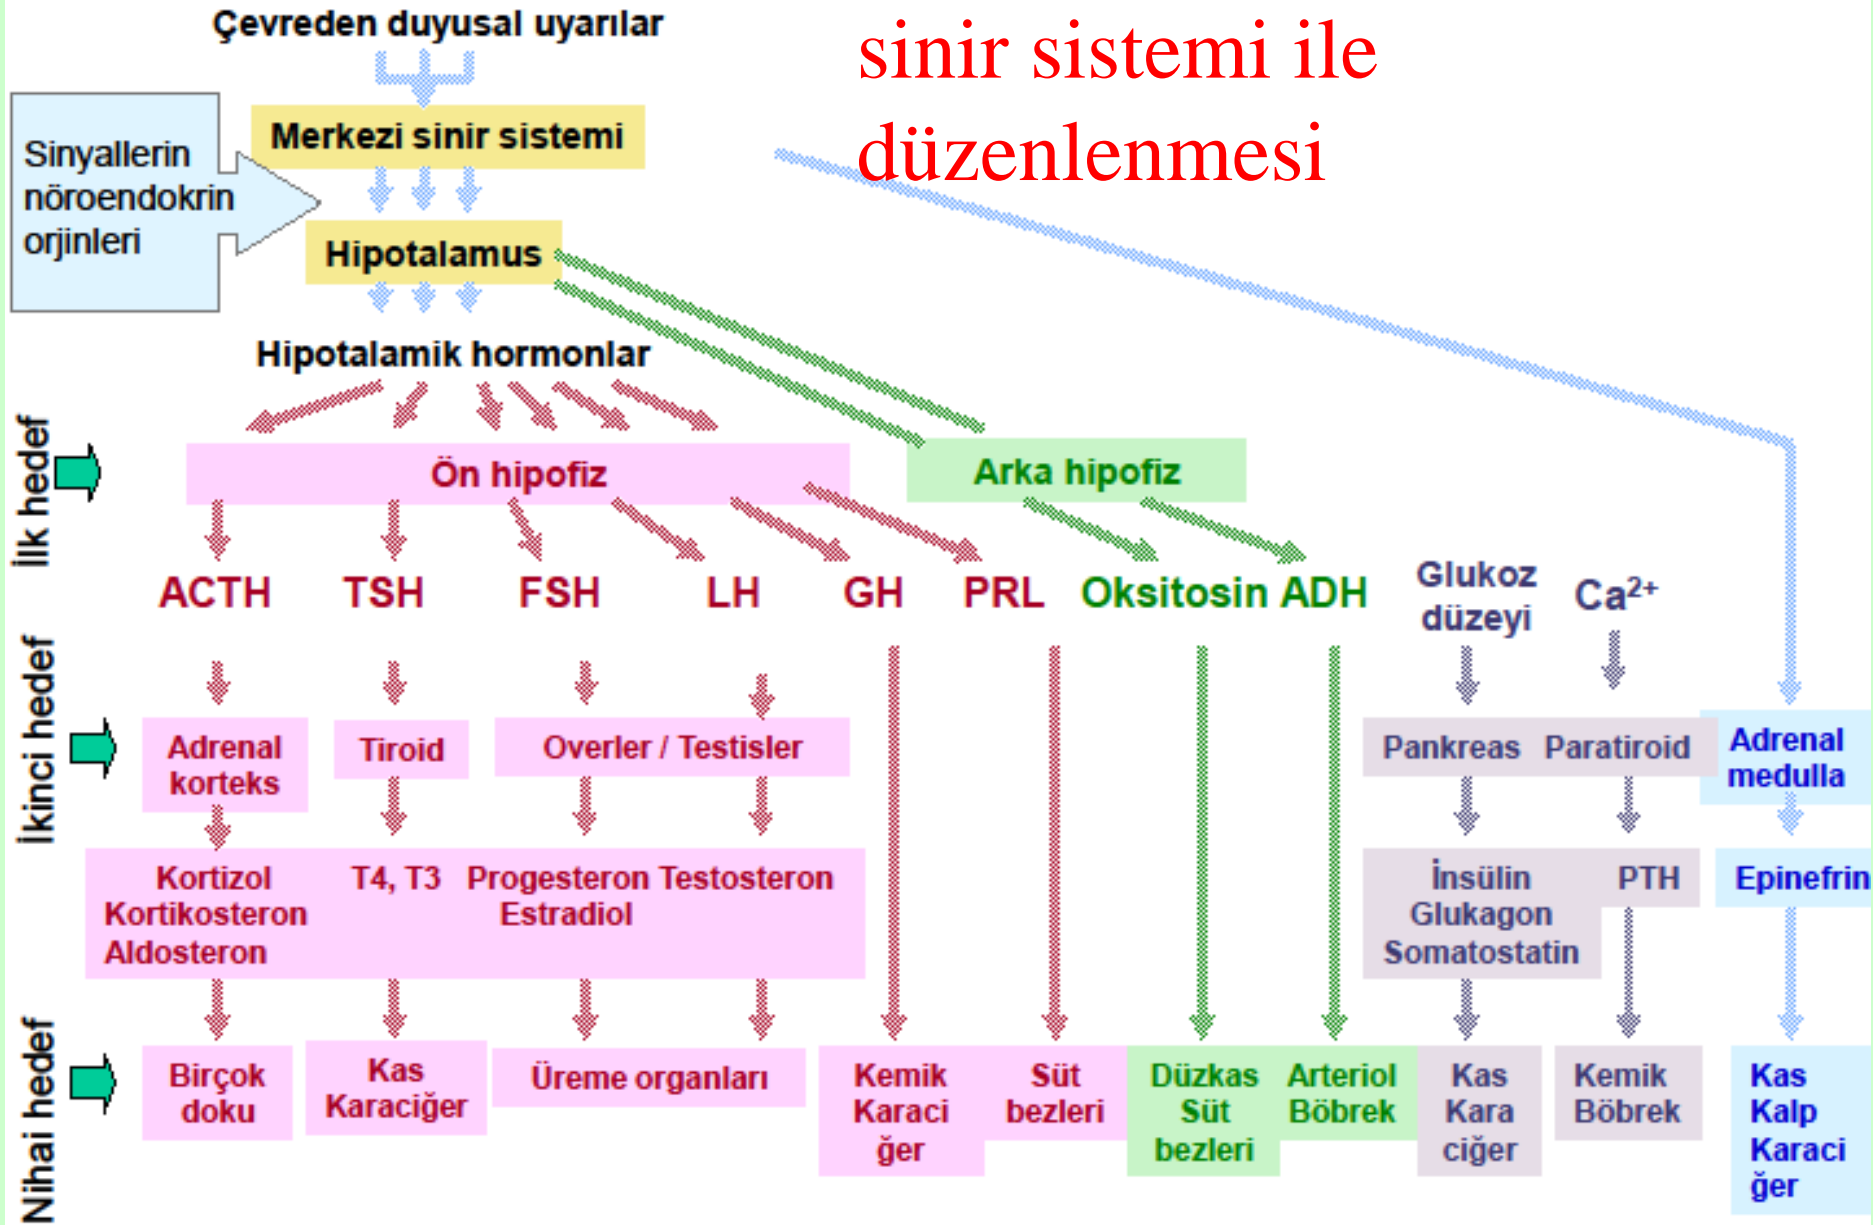 Çevreden duyusal uyarılar
sinir sistemi ile
düzenlenmesi
Merkezi sinir sistemi
Sinyallerin
nöroendokrin
orjinleri
Hipotalamus
Hipotalamik hormonlar
İlk hedef
Ön hipofiz
Arka hipofiz
ACTH TSH FSH LH GH PRL Oksitosin ADH
Glukoz
düzeyi
Ca²⁺
İkinci hedef
Adrenal
korteks
Tiroid
Overler / Testisler
Pankreas Paratiroid
Adrenal
medulla
Kortizol
Kortikosteron
Aldosteron
T4, T3
Progesteron Testosteron
Estradiol
İnsülin
Glukagon
Somatostatin
PTH
Epinefrin
Nihai hedef
Birçok
doku
Kas
Karaciğer
Üreme organları
Kemik
Karaci
ğer
Süt
bezleri
Düzkas
Süt
bezleri
Arteriol
Böbrek
Kas
Kara
ciğer
Kemik
Böbrek
Kas
Kalp
Karaci
ğer